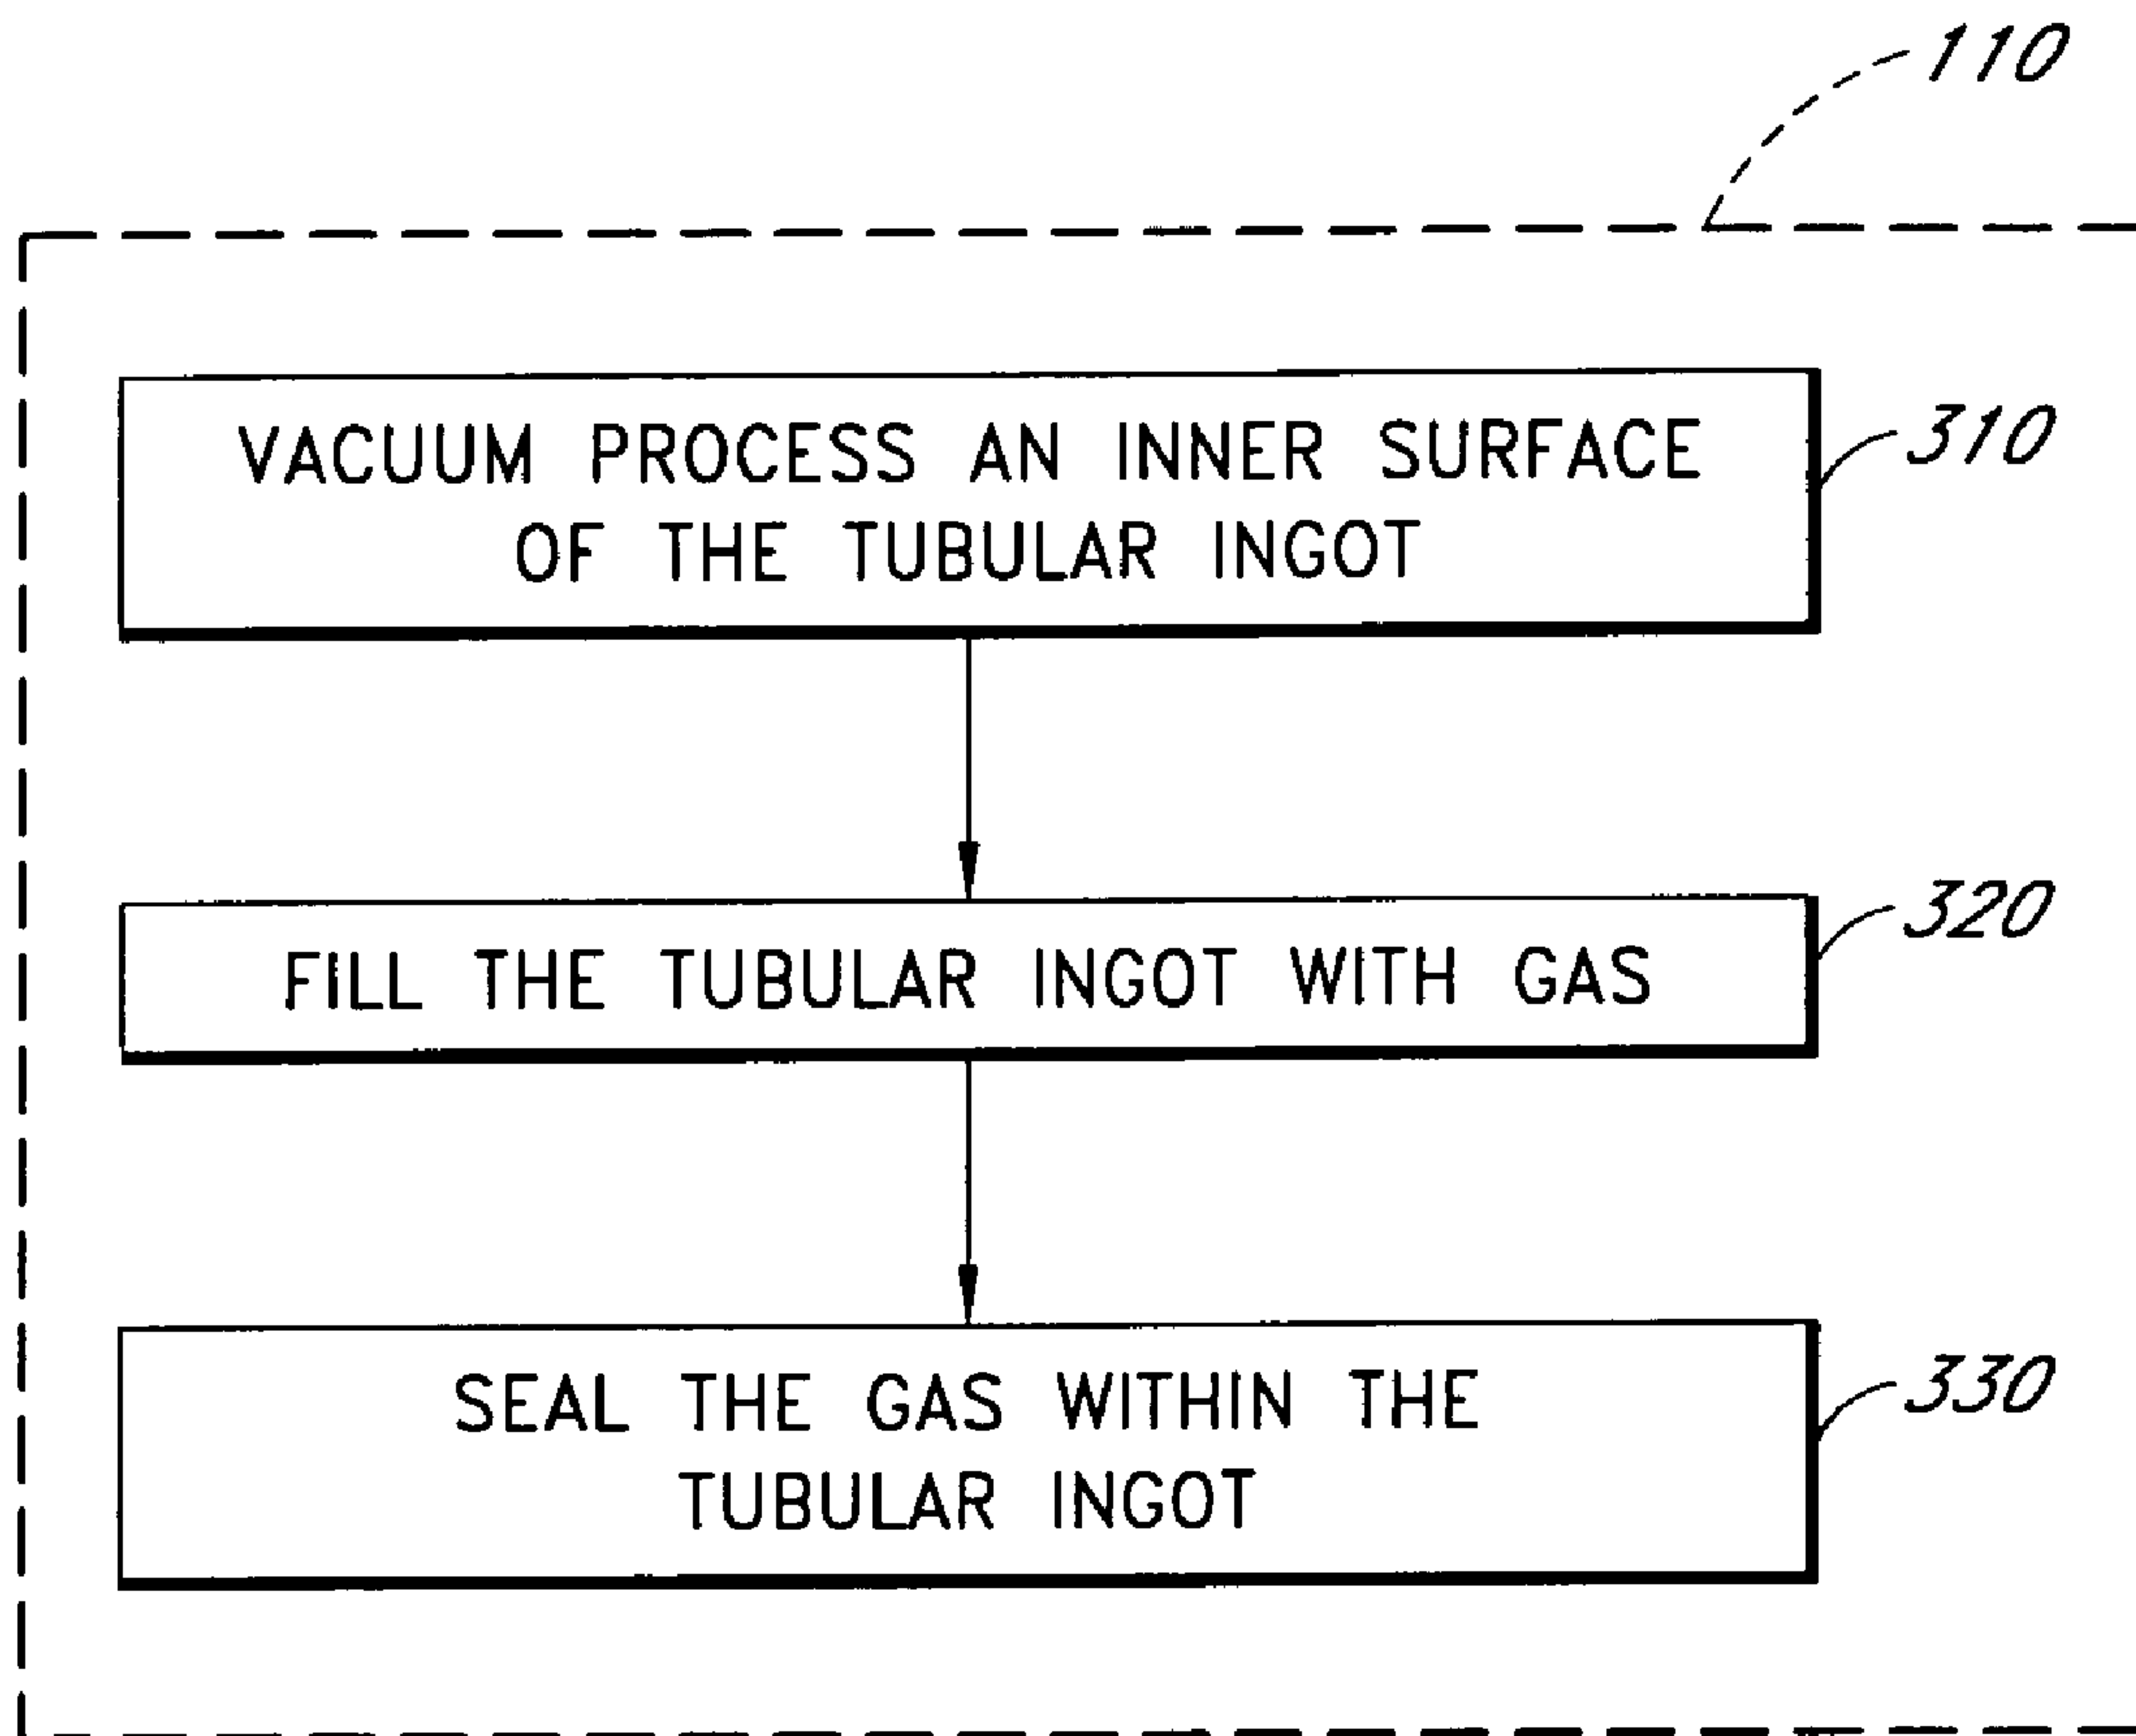 110
VACUUM PROCESS AN INNER SURFACE
OF THE TUBULAR INGOT
310
FILL THE TUBULAR INGOT WITH GAS
320
SEAL THE GAS WITHIN THE
TUBULAR INGOT
330